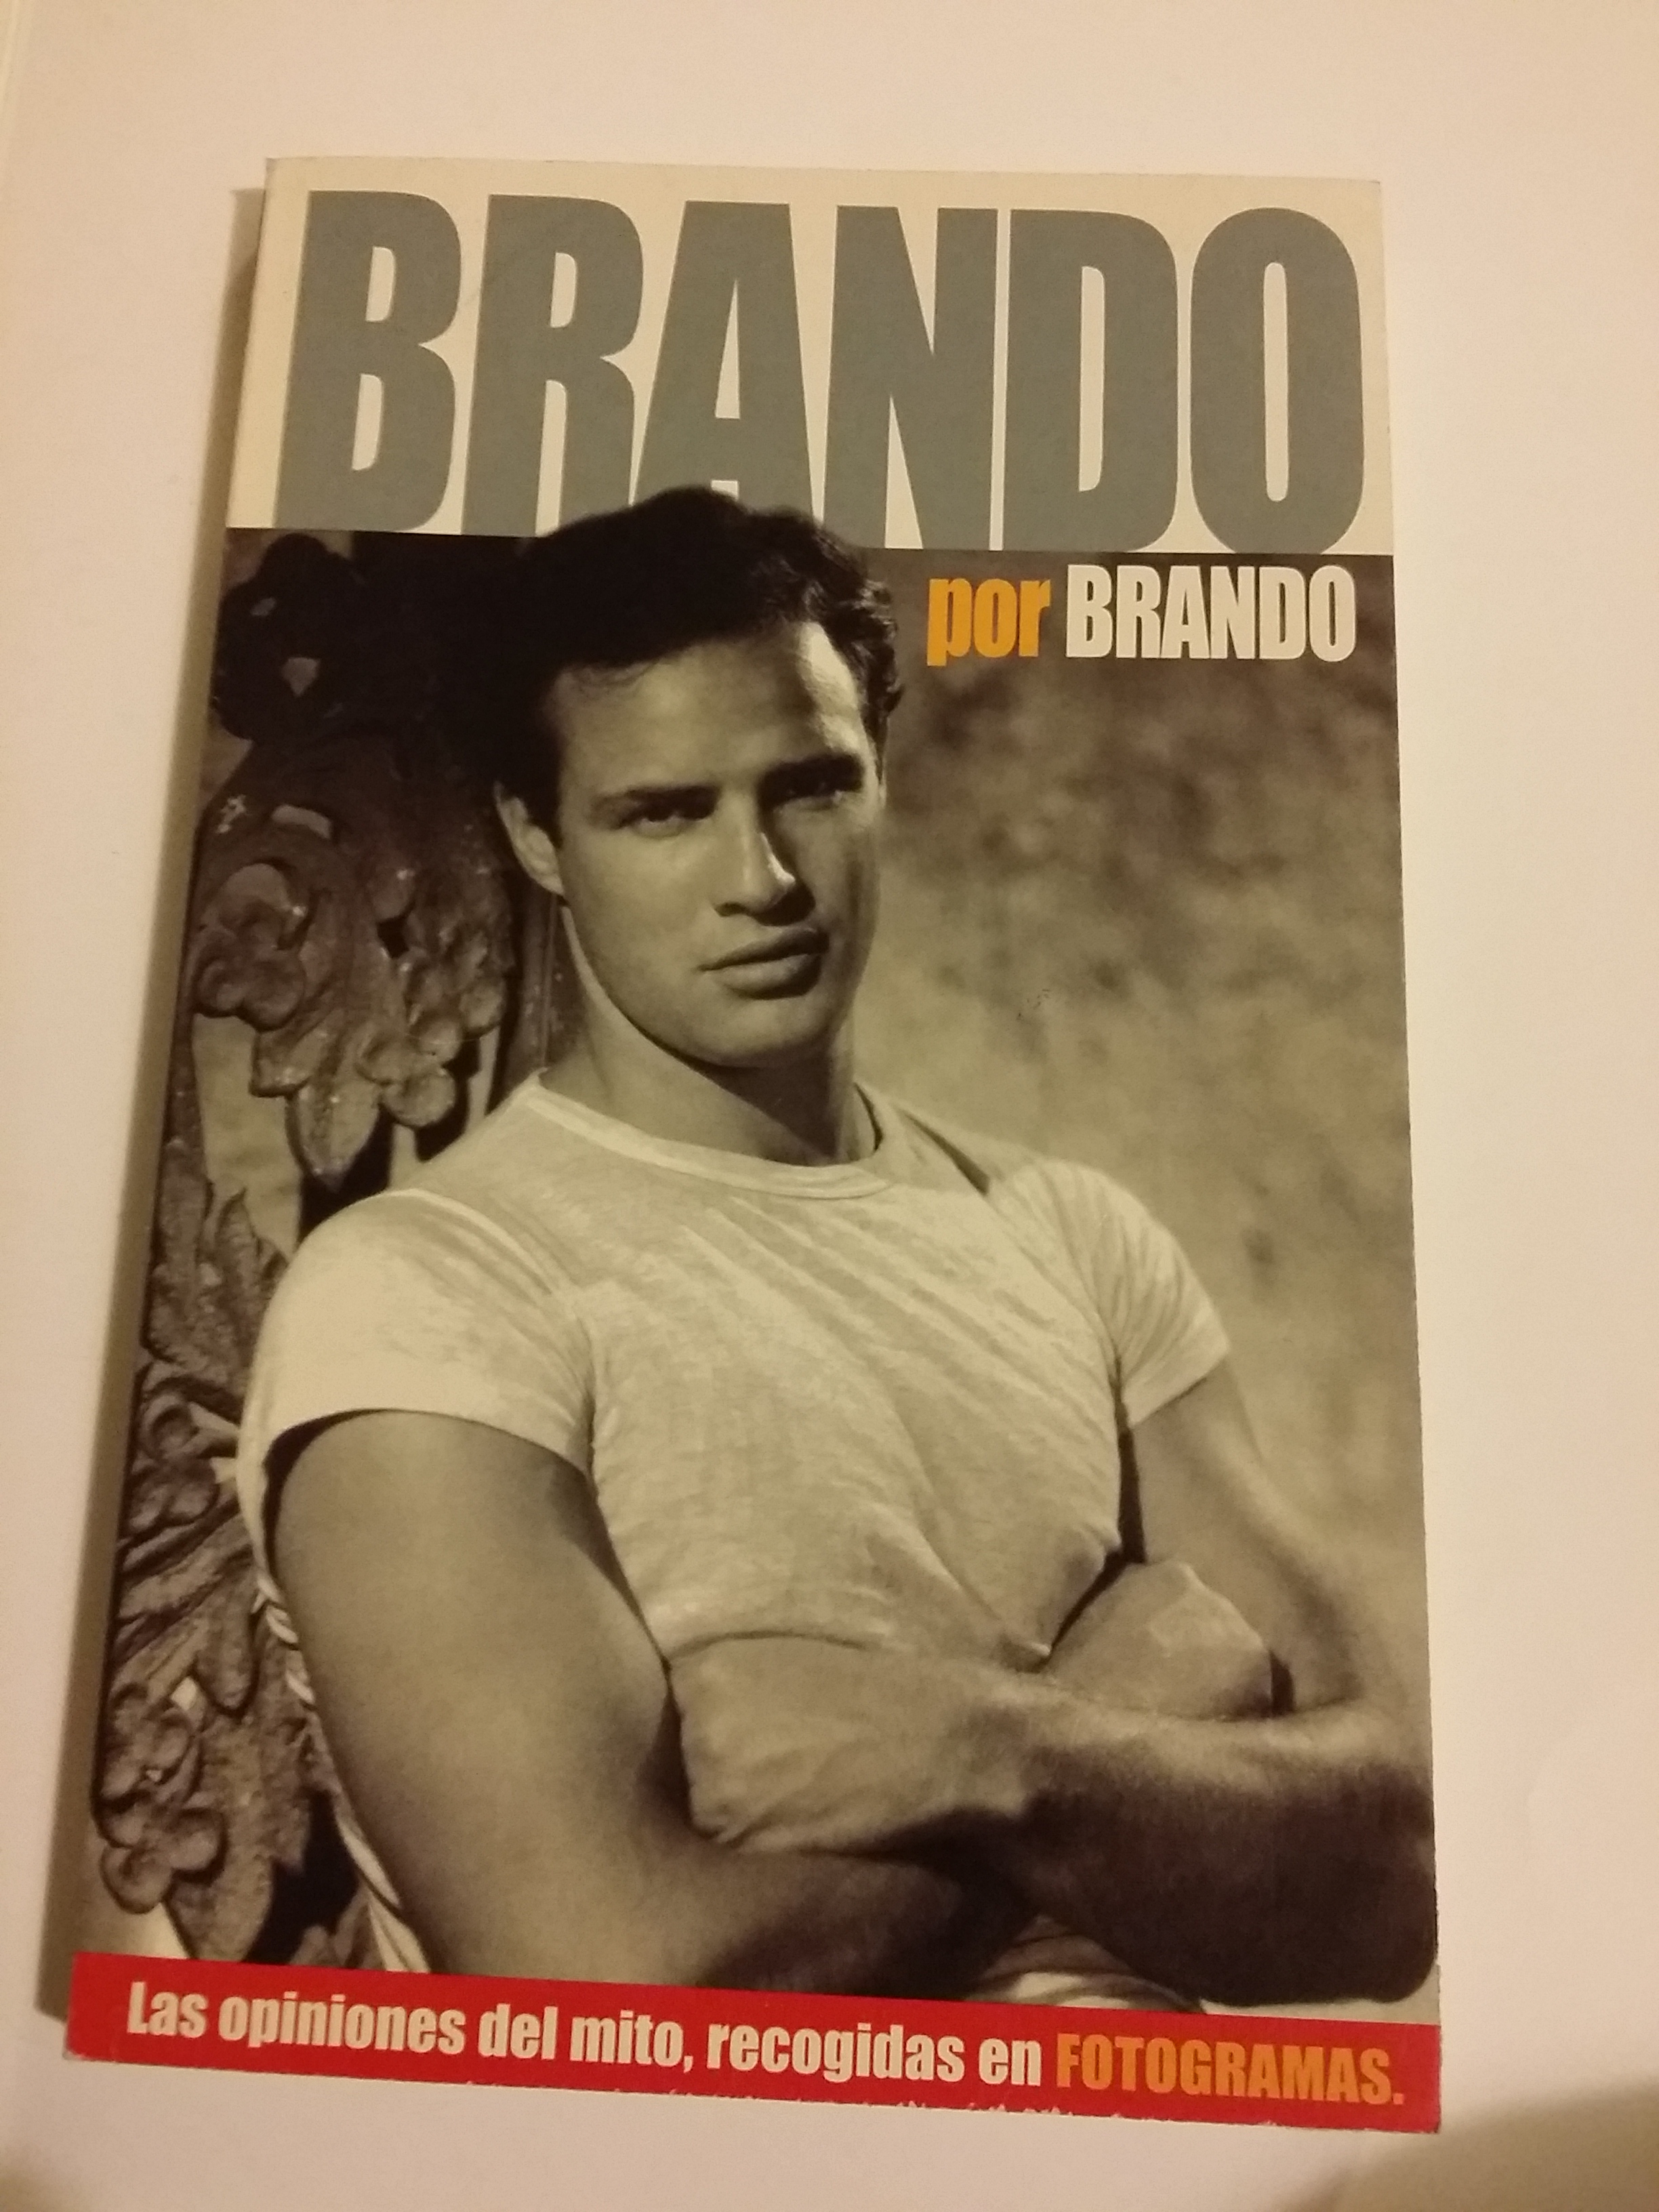 BRANDO
por BRANDO
Las opiniones del mito, recogidas en FOTOGRAMAS.